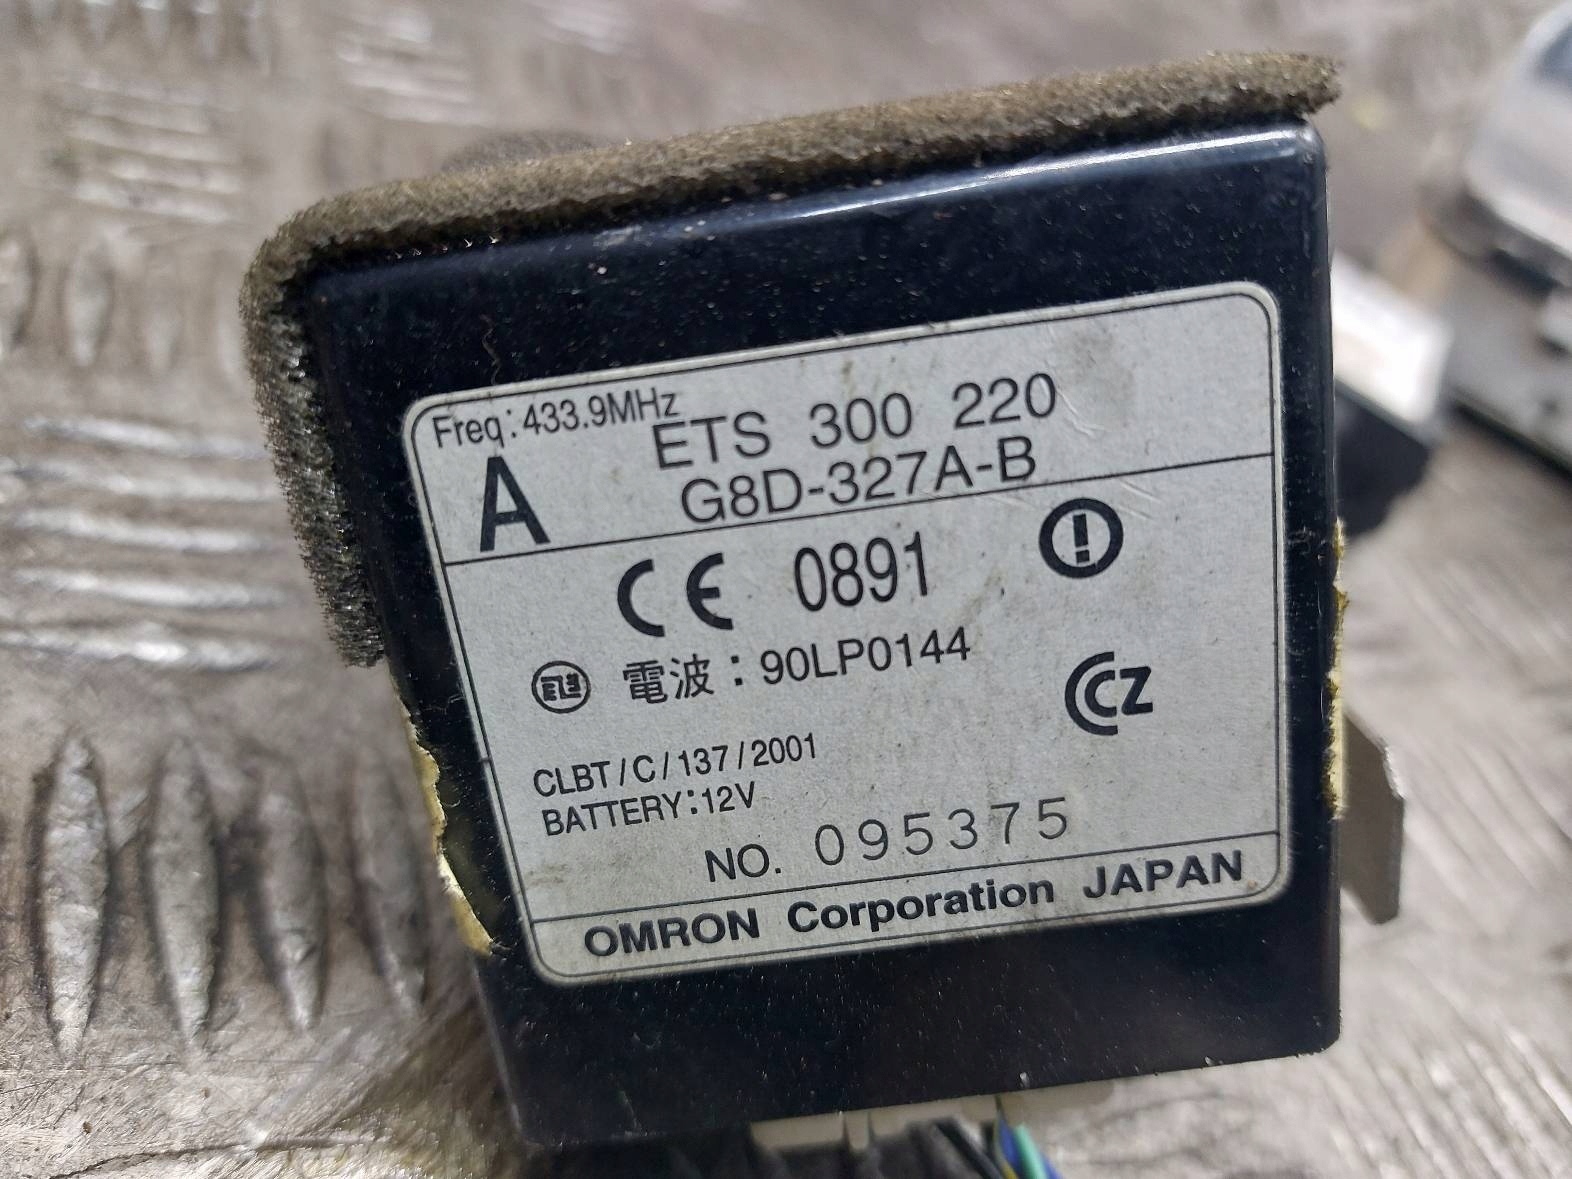 Freq:433.9MHz
ETS 300 220
A
G8D-327A-B
CE 0891
電波:90LP0144
CZ
CLBT/C/137/2001
BATTERY:12V
NO. 095375
OMRON Corporation JAPAN